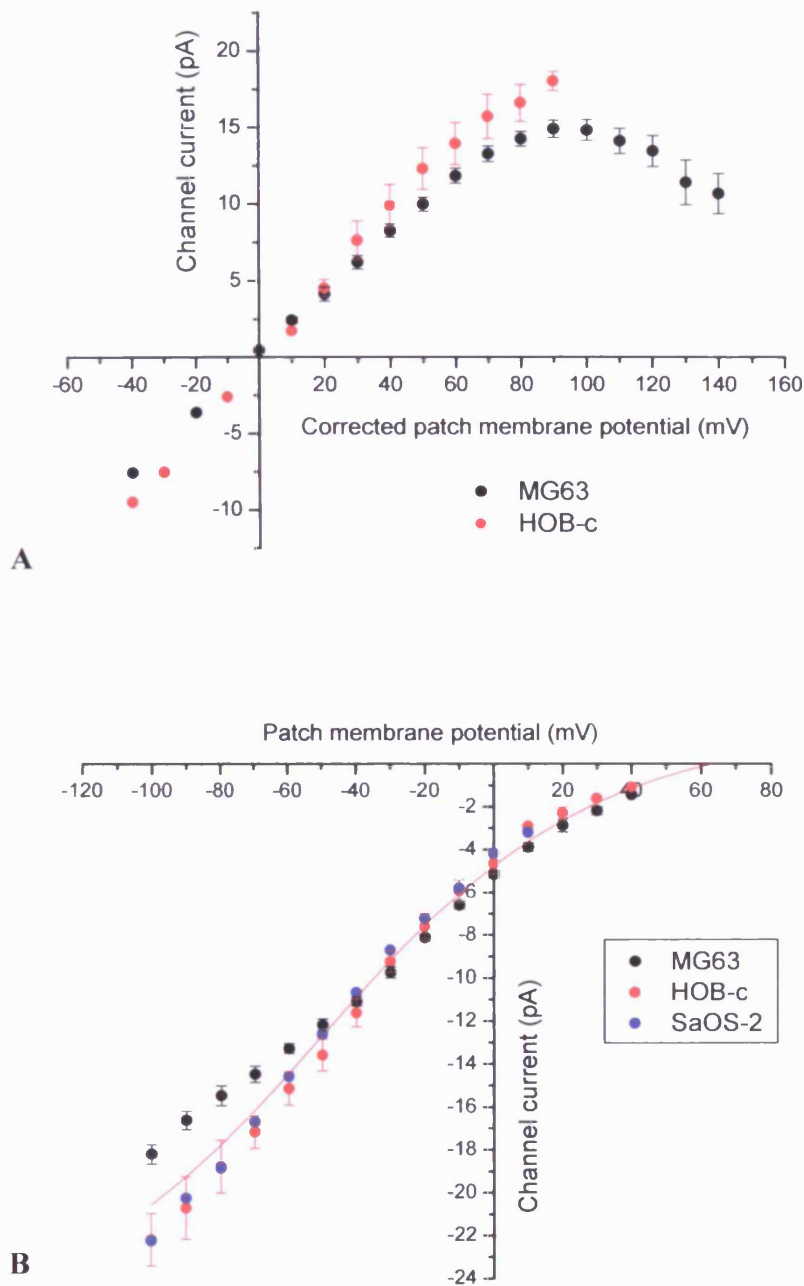 Channel current (pA)
20
15
10
5
-60 -40 -20 20 40 60 80 100 120 140 160
-5
Corrected patch membrane potential (mV)
-10
MG63
HOB-c
A
Patch membrane potential (mV)
-120 -100 -80 -60 -40 -20 20 40 60 80
-2
-4
-6
-8
-10
-12
-14
-16
-18
-20
-22
-24
MG63
HOB-c
SaOS-2
Channel current (pA)
B